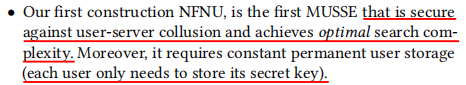 • Our first construction NFNU, is the first MUSSE that is secure
against user-server collusion and achieves optimal search com-
plexity. Moreover, it requires constant permanent user storage
(each user only needs to store its secret key).